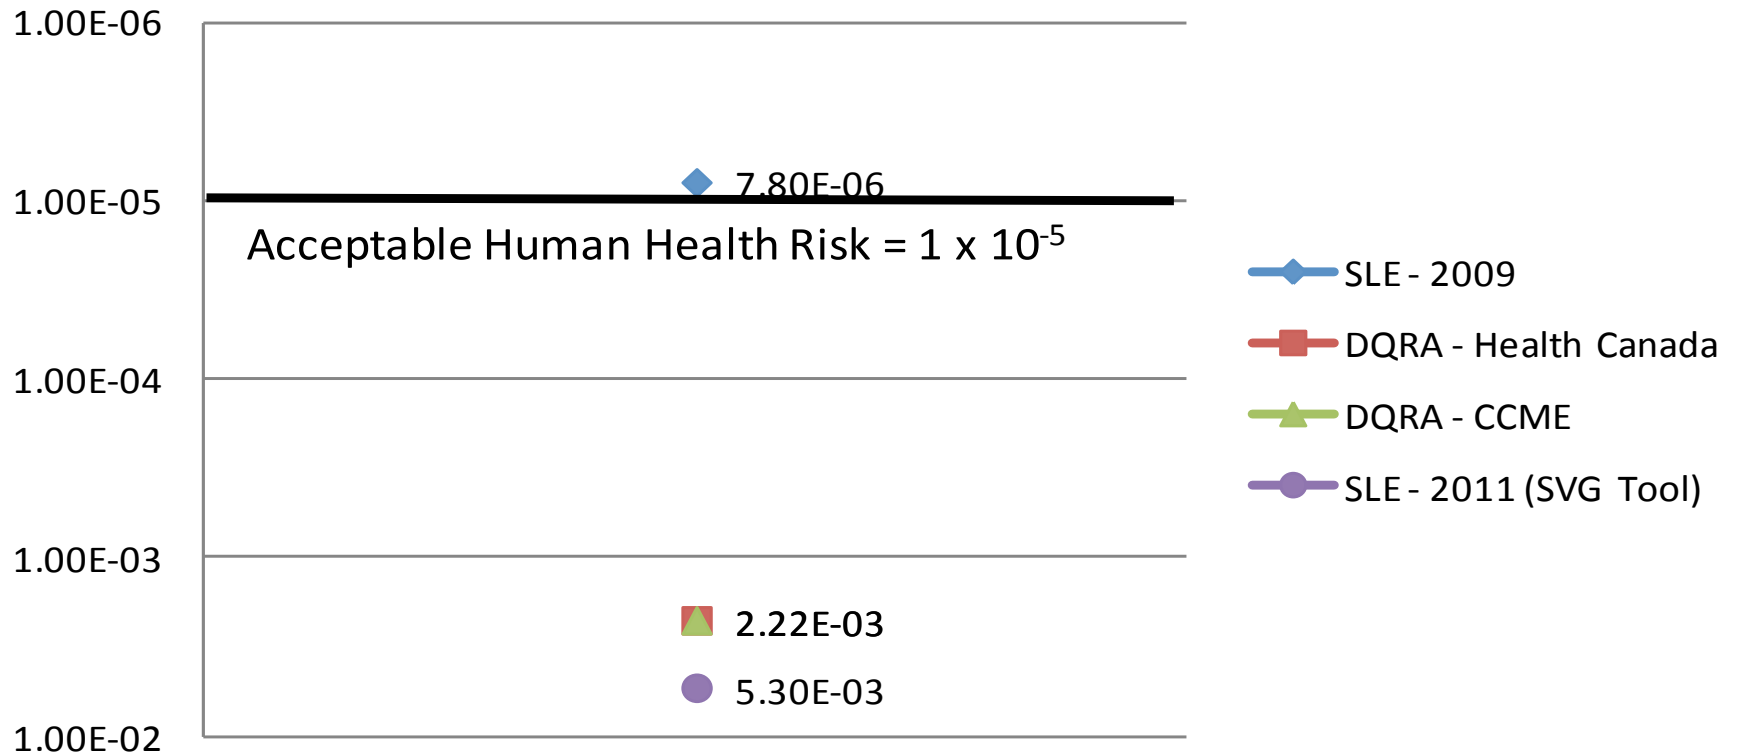 1.00E-06
7.80E-06
1.00E-05
Acceptable Human Health Risk = 1 x 10⁻⁵
SLE - 2009
DQRA - Health Canada
1.00E-04
DQRA - CCME
SLE - 2011 (SVG Tool)
1.00E-03
2.22E-03
5.30E-03
1.00E-02